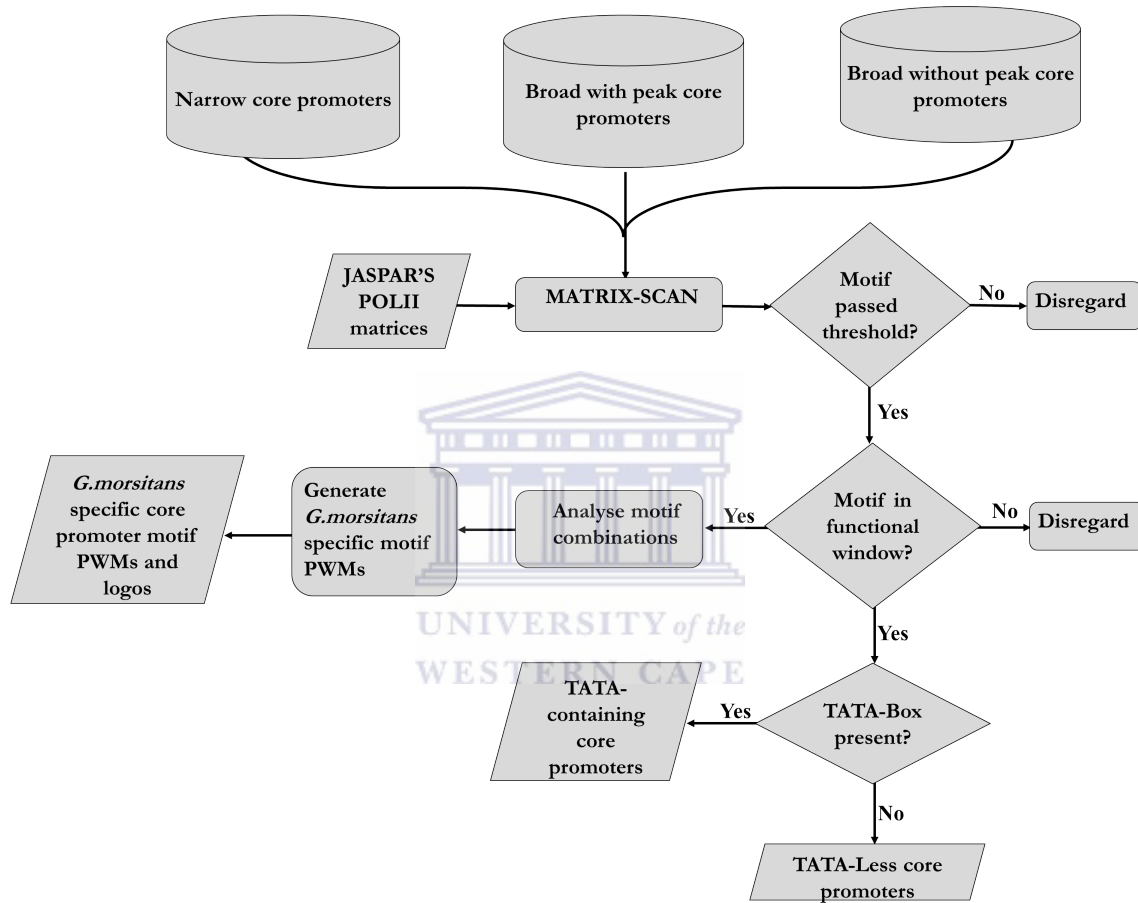 Narrow core promoters
Broad with peak core
promoters
Broad without peak core
promoters
JASPAR'S
POLII
matrices
MATRIX-SCAN
Motif
passed
threshold?
No
Disregard
Yes
G.morsitans
specific core
promoter motif
PWMs and
logos
Generate
G.morsitans
specific motif
PWMs
Analyse motif
combinations
Yes
Motif in
functional
window?
No
Disregard
Yes
UNIVERSITY of the
WESTERN CAPE
TATA-
containing
core
promoters
Yes
TATA-Box
present?
No
TATA-Less core
promoters